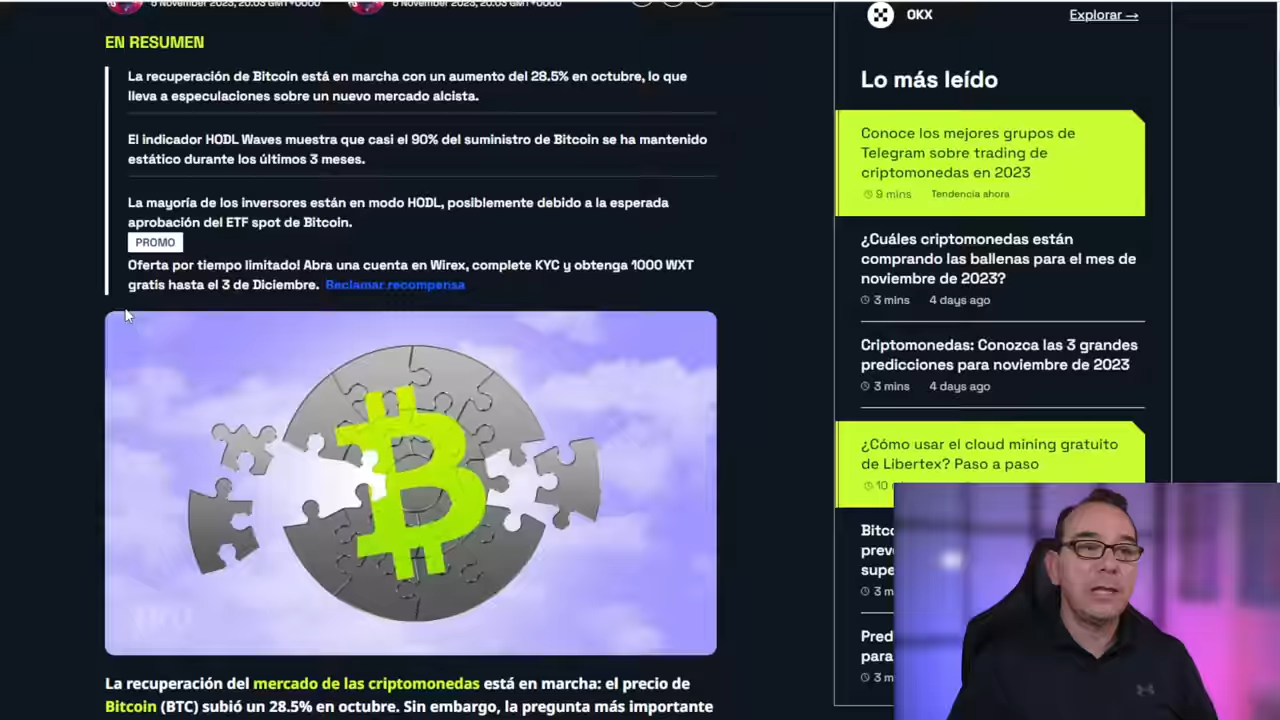 5 November 2023, 20:03 GMT+0000
5 November 2023, 20:03 GMT+0000
EN RESUMEN
La recuperación de Bitcoin está en marcha con un aumento del 28.5% en octubre, lo que
lleva a especulaciones sobre un nuevo mercado alcista.
El indicador HODL Waves muestra que casi el 90% del suministro de Bitcoin se ha mantenido
estático durante los últimos 3 meses.
La mayoría de los inversores están en modo HODL, posiblemente debido a la esperada
aprobación del ETF spot de Bitcoin.
PROMO
Oferta por tiempo limitado! Abra una cuenta en Wirex, complete KYC y obtenga 1000 WXT
gratis hasta el 3 de Diciembre. Reclamar recompensa
La recuperación del mercado de las criptomonedas está en marcha: el precio de
Bitcoin (BTC) subió un 28.5% en octubre. Sin embargo, la pregunta más importante
OKX
Explorar →
Lo más leído
Conoce los mejores grupos de
Telegram sobre trading de
criptomonedas en 2023
9 mins Tendencia ahora
¿Cuáles criptomonedas están
comprando las ballenas para el mes de
noviembre de 2023?
3 mins 4 days ago
Criptomonedas: Conozca las 3 grandes
predicciones para noviembre de 2023
3 mins 4 days ago
¿Cómo usar el cloud mining gratuito
de Libertex? Paso a paso
10
Bitc
prev
supe
3 m
Pred
para
3 m